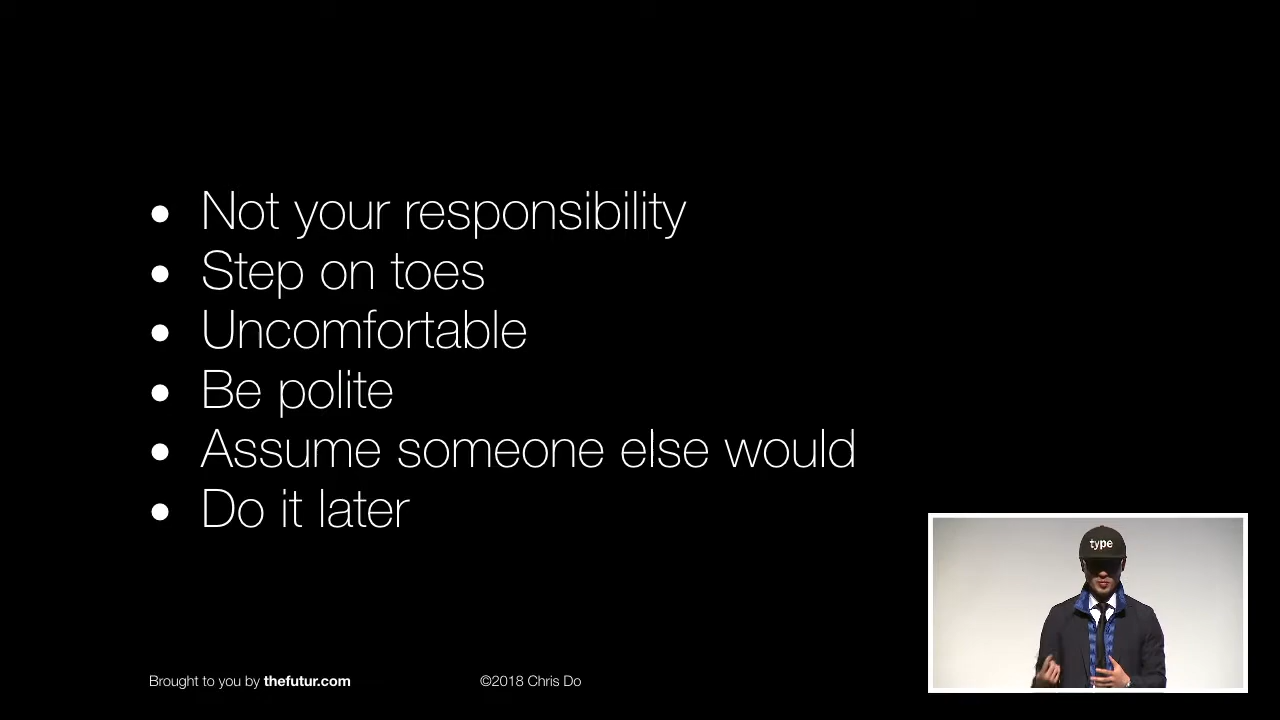 • Not your responsibility
• Step on toes
• Uncomfortable
• Be polite
• Assume someone else would
• Do it later
type
Brought to you by thefutur.com
©2018 Chris Do